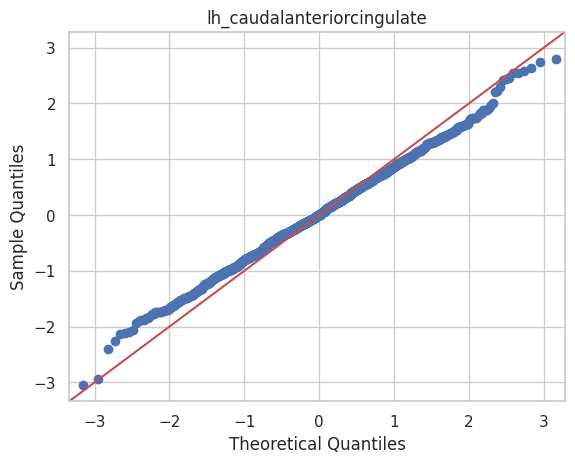 lh_caudalanteriorcingulate
3
2
1
0
−1
−2
−3
Sample Quantiles
−3 −2 −1 0 1 2 3
Theoretical Quantiles